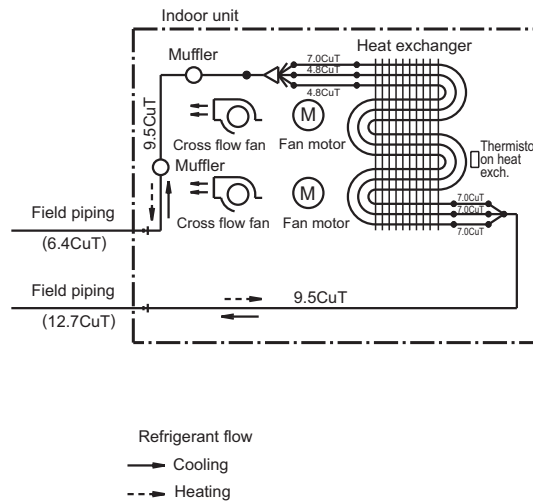 Indoor unit
Muffler
7.0CuT
Heat exchanger
4.8CuT
4.8CuT
9.5CuT
M
Cross flow fan
Fan motor
Thermisto
on heat
exch.
Muffler
M
Cross flow fan
Fan motor
7.0CuT
7.0CuT
7.0CuT
Field piping
(6.4CuT)
Field piping
(12.7CuT)
9.5CuT
Refrigerant flow
Cooling
Heating